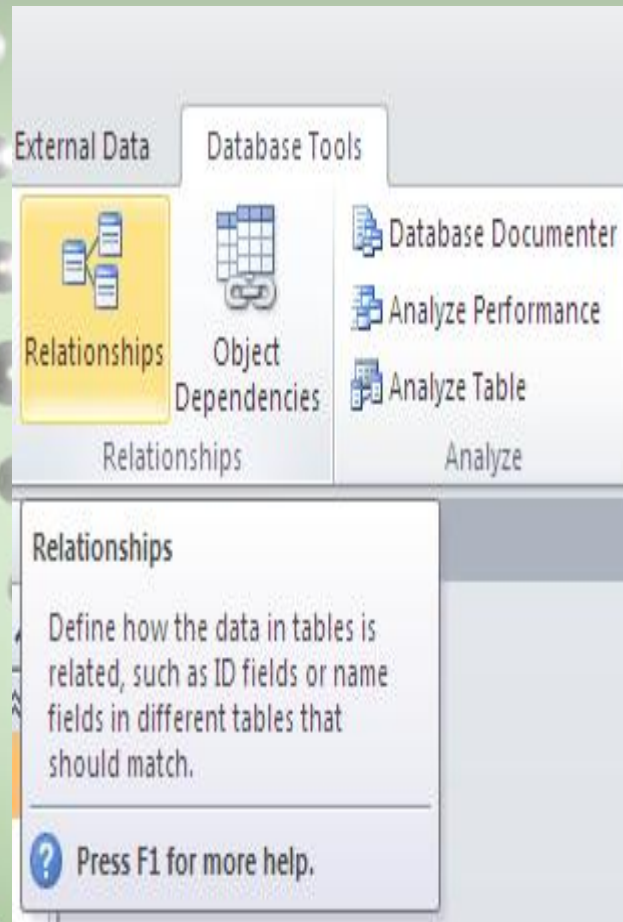 External Data
Database Tools
Relationships
Object
Dependencies
Database Documenter
Analyze Performance
Analyze Table
Relationships
Analyze
Relationships
Define how the data in tables is
related, such as ID fields or name
fields in different tables that
should match.
Press F1 for more help.